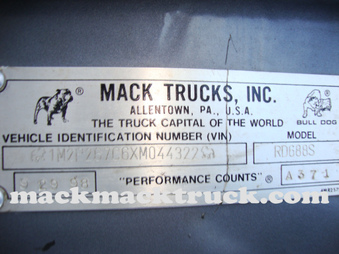 MACK TRUCKS, INC.
ALLENTOWN, PA., U.S.A.
THE TRUCK CAPITAL OF THE WORLD
BULL DOG
VEHICLE IDENTIFICATION NUMBER (VIN)
MODEL
RD688S
"PERFORMANCE COUNTS"
A371
mackmacktruck.com